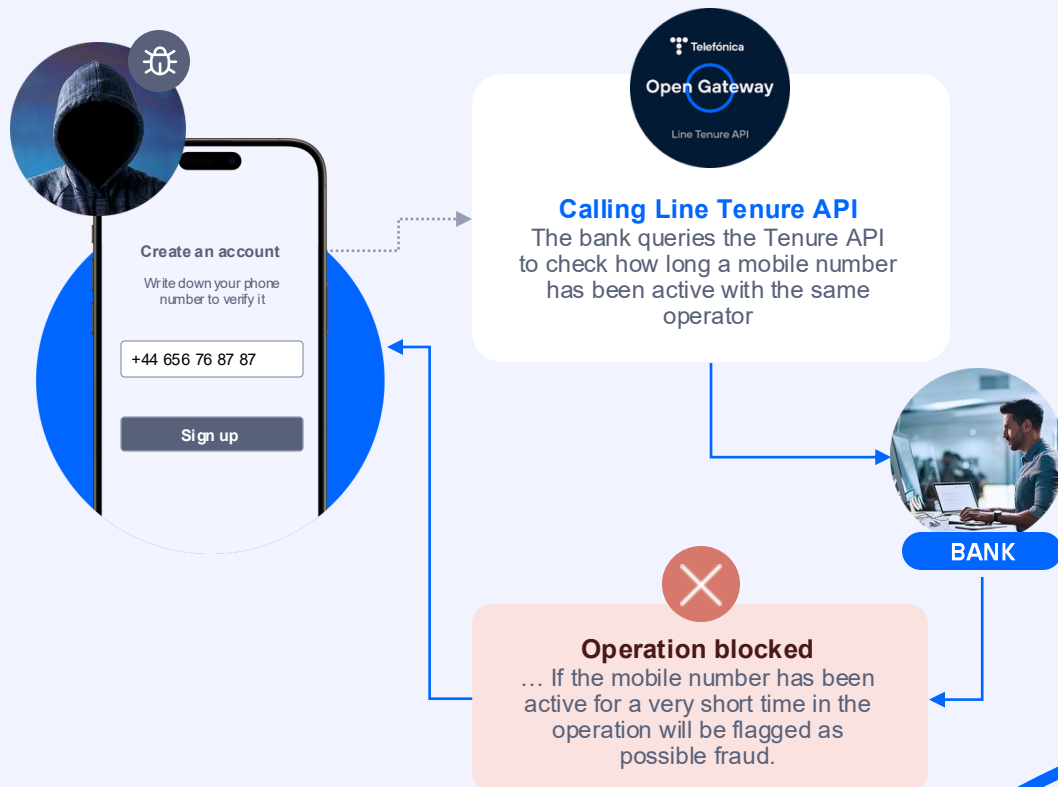 Telefónica
Open Gateway
Line Tenure API
Create an account
Write down your phone
number to verify it
+44 656 76 87 87
Sign up
Calling Line Tenure API
The bank queries the Tenure API
to check how long a mobile number
has been active with the same
operator
BANK
Operation blocked
… If the mobile number has been
active for a very short time in the
operation will be flagged as
possible fraud.